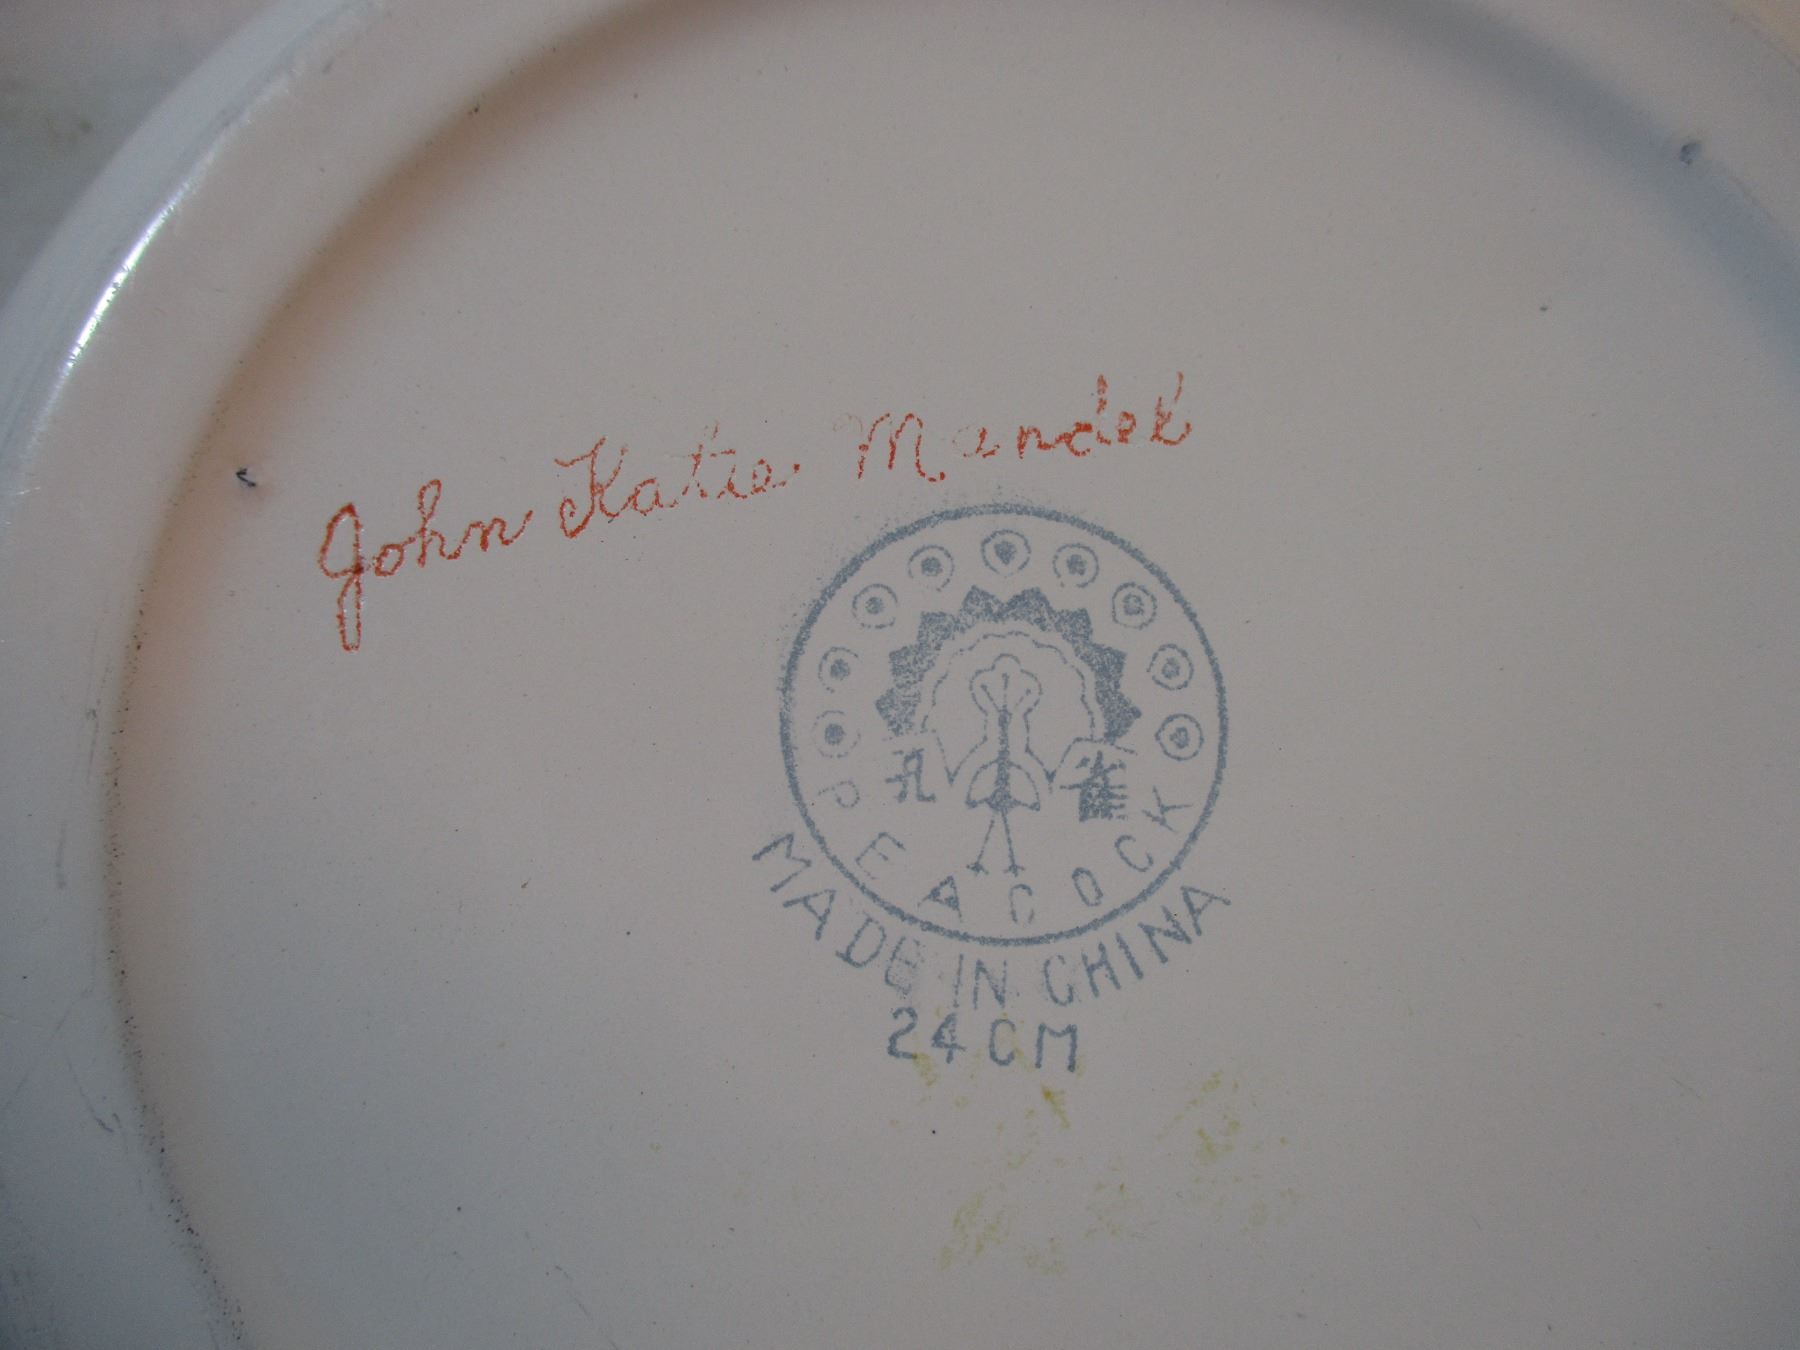 John Katie Mandel
孔雀
PEACOCK
MADE IN CHINA
24CM